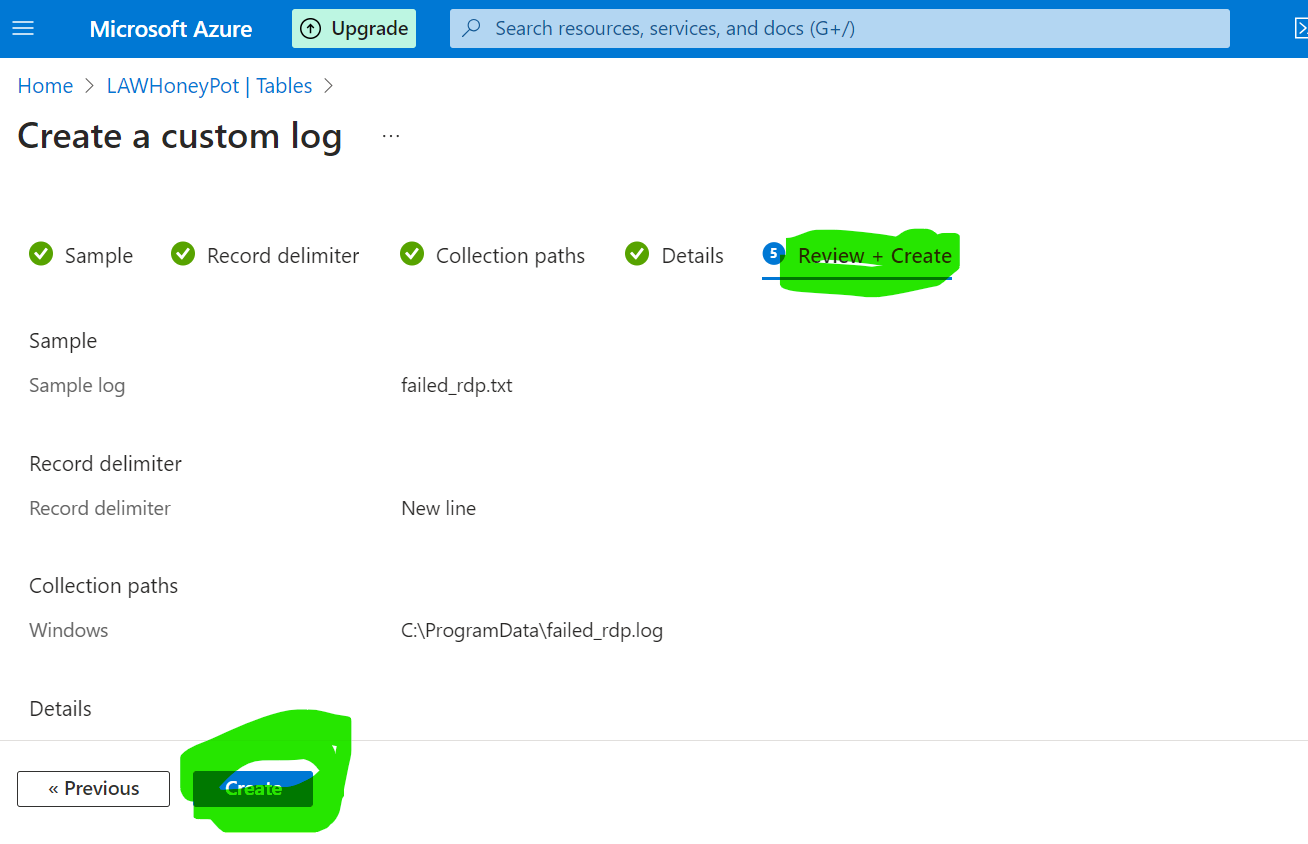 Microsoft Azure Upgrade Search resources, services, and docs (G+/)
Home > LAWHoneyPot | Tables >
Create a custom log ...
Sample Record delimiter Collection paths Details 5 Review + Create
Sample
Sample log failed_rdp.txt
Record delimiter
Record delimiter New line
Collection paths
Windows C:\ProgramData\failed_rdp.log
Details
« Previous Create